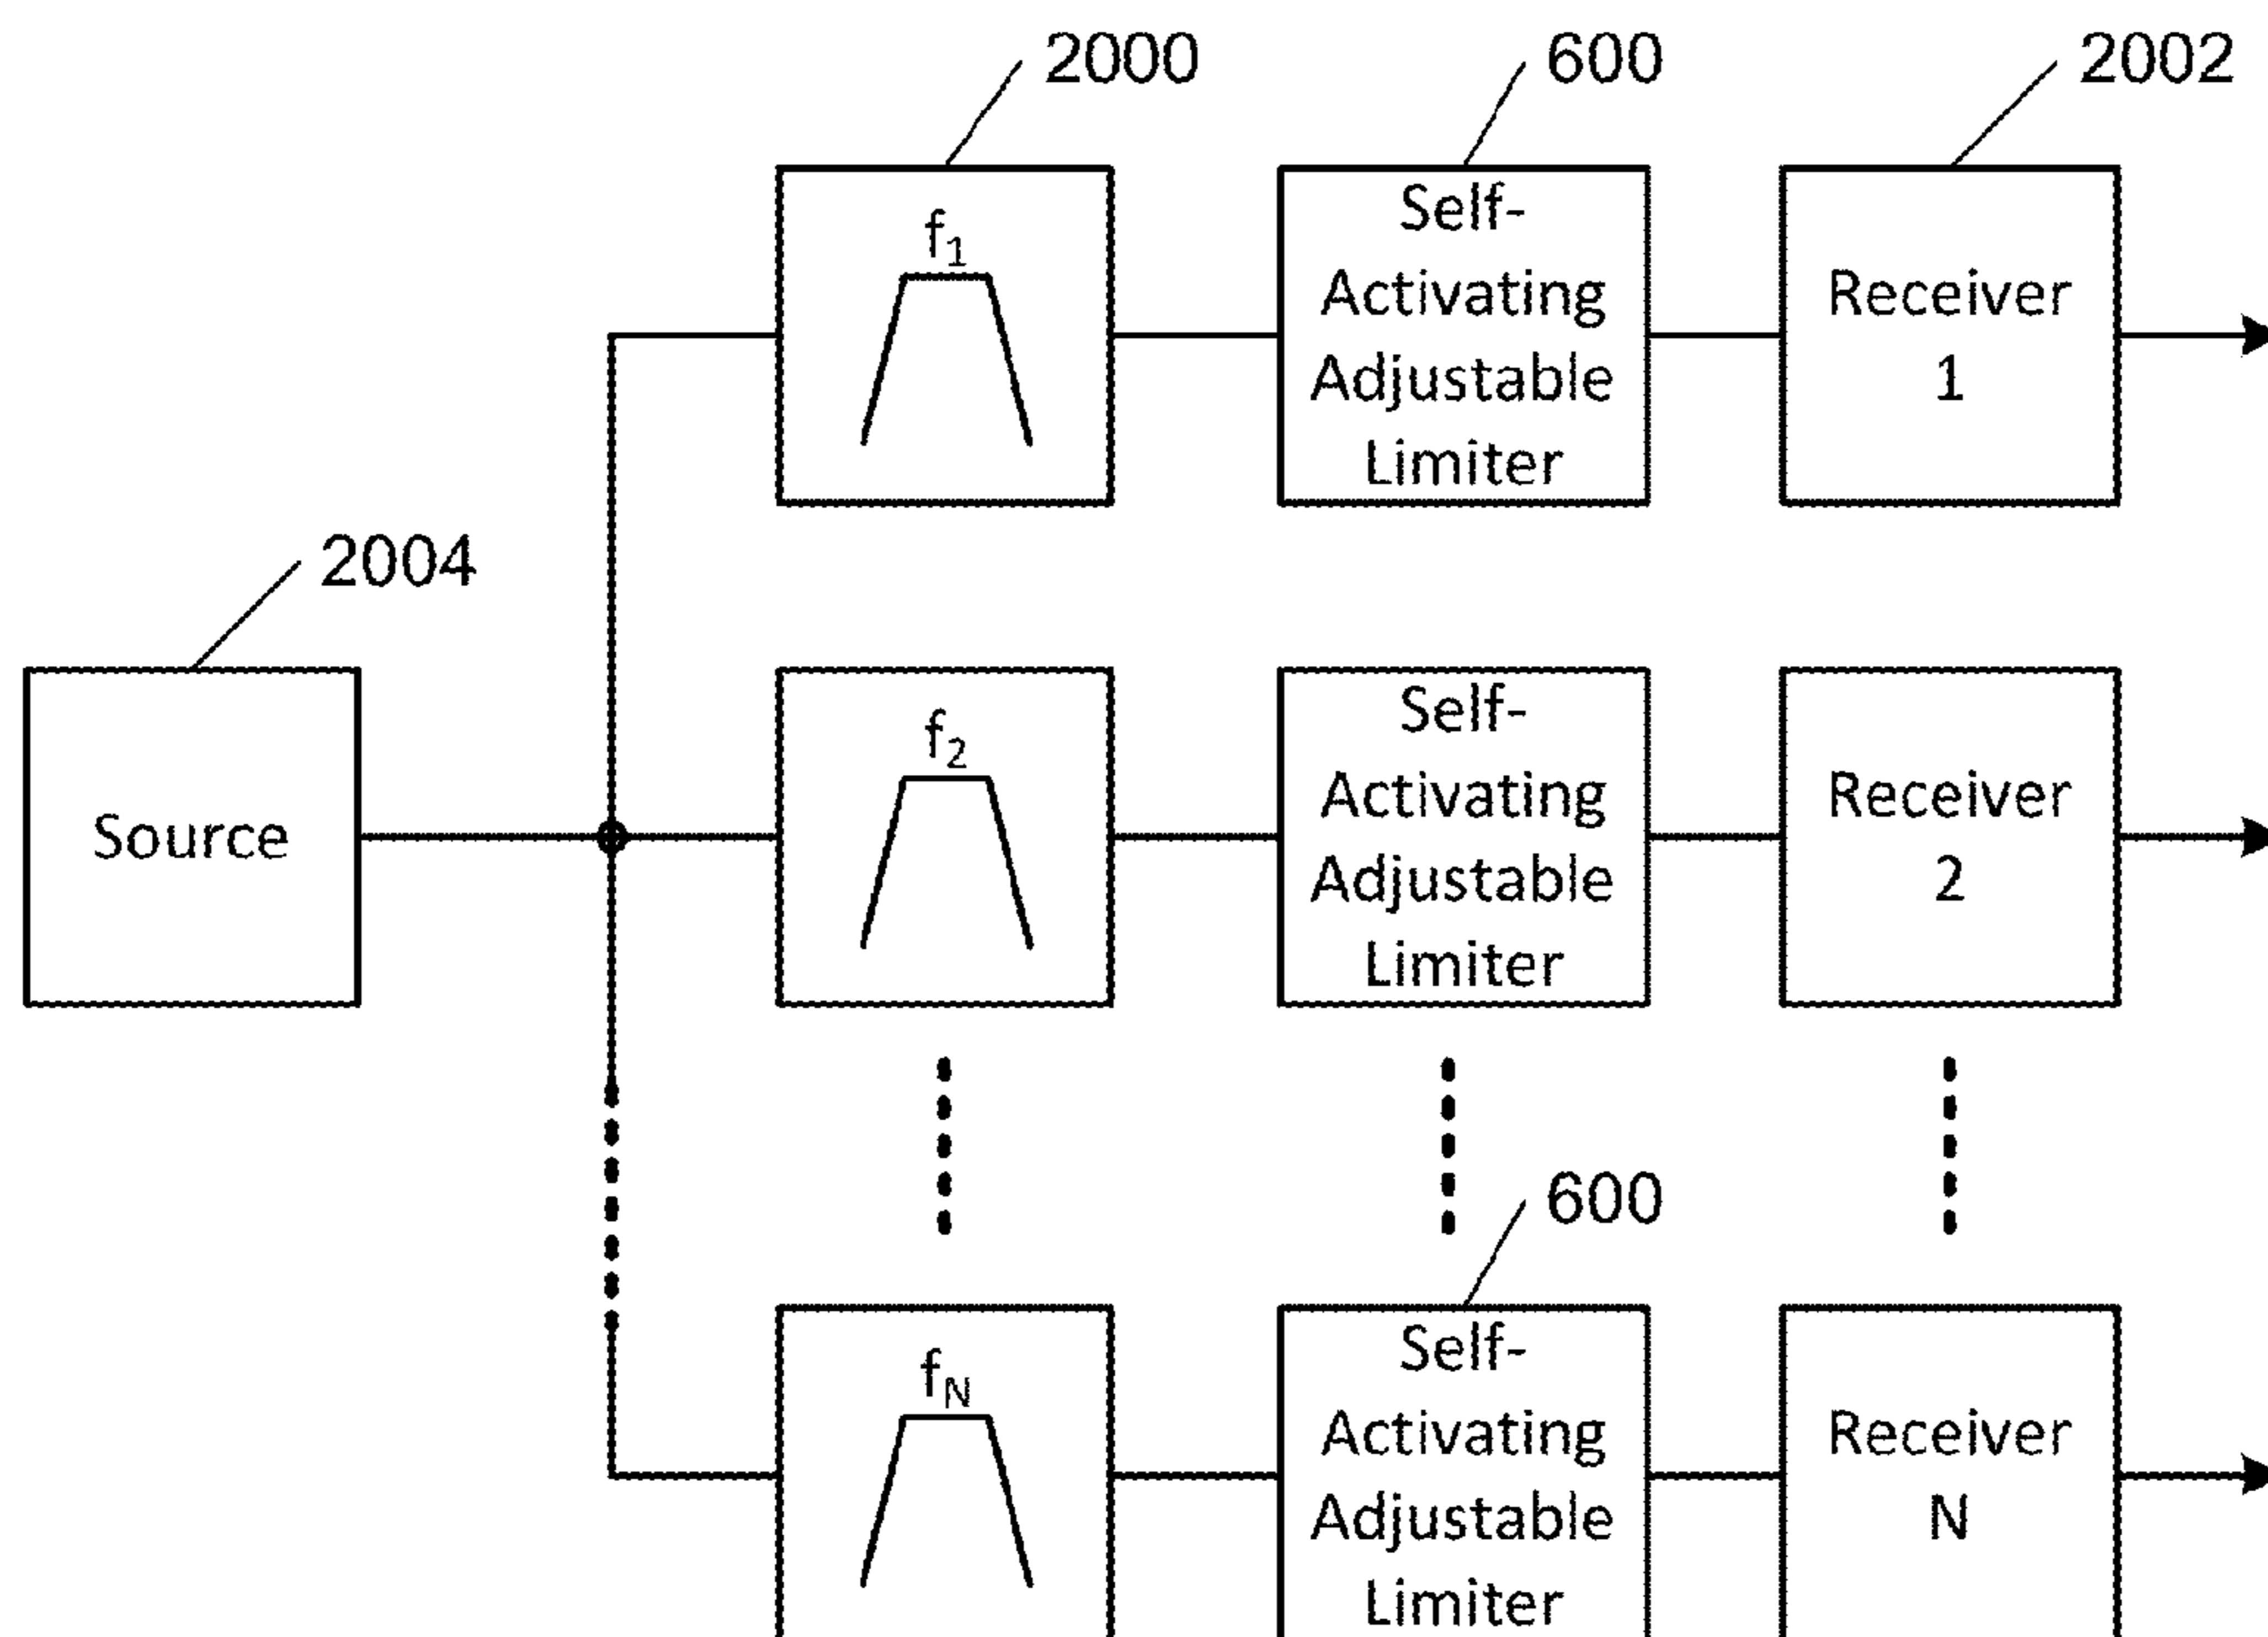 2000
600
2002
f₁
Self-
Activating
Adjustable
Limiter
Receiver
1
2004
Source
f₂
Self-
Activating
Adjustable
Limiter
Receiver
2
600
f_N
Self-
Activating
Adjustable
Limiter
Receiver
N